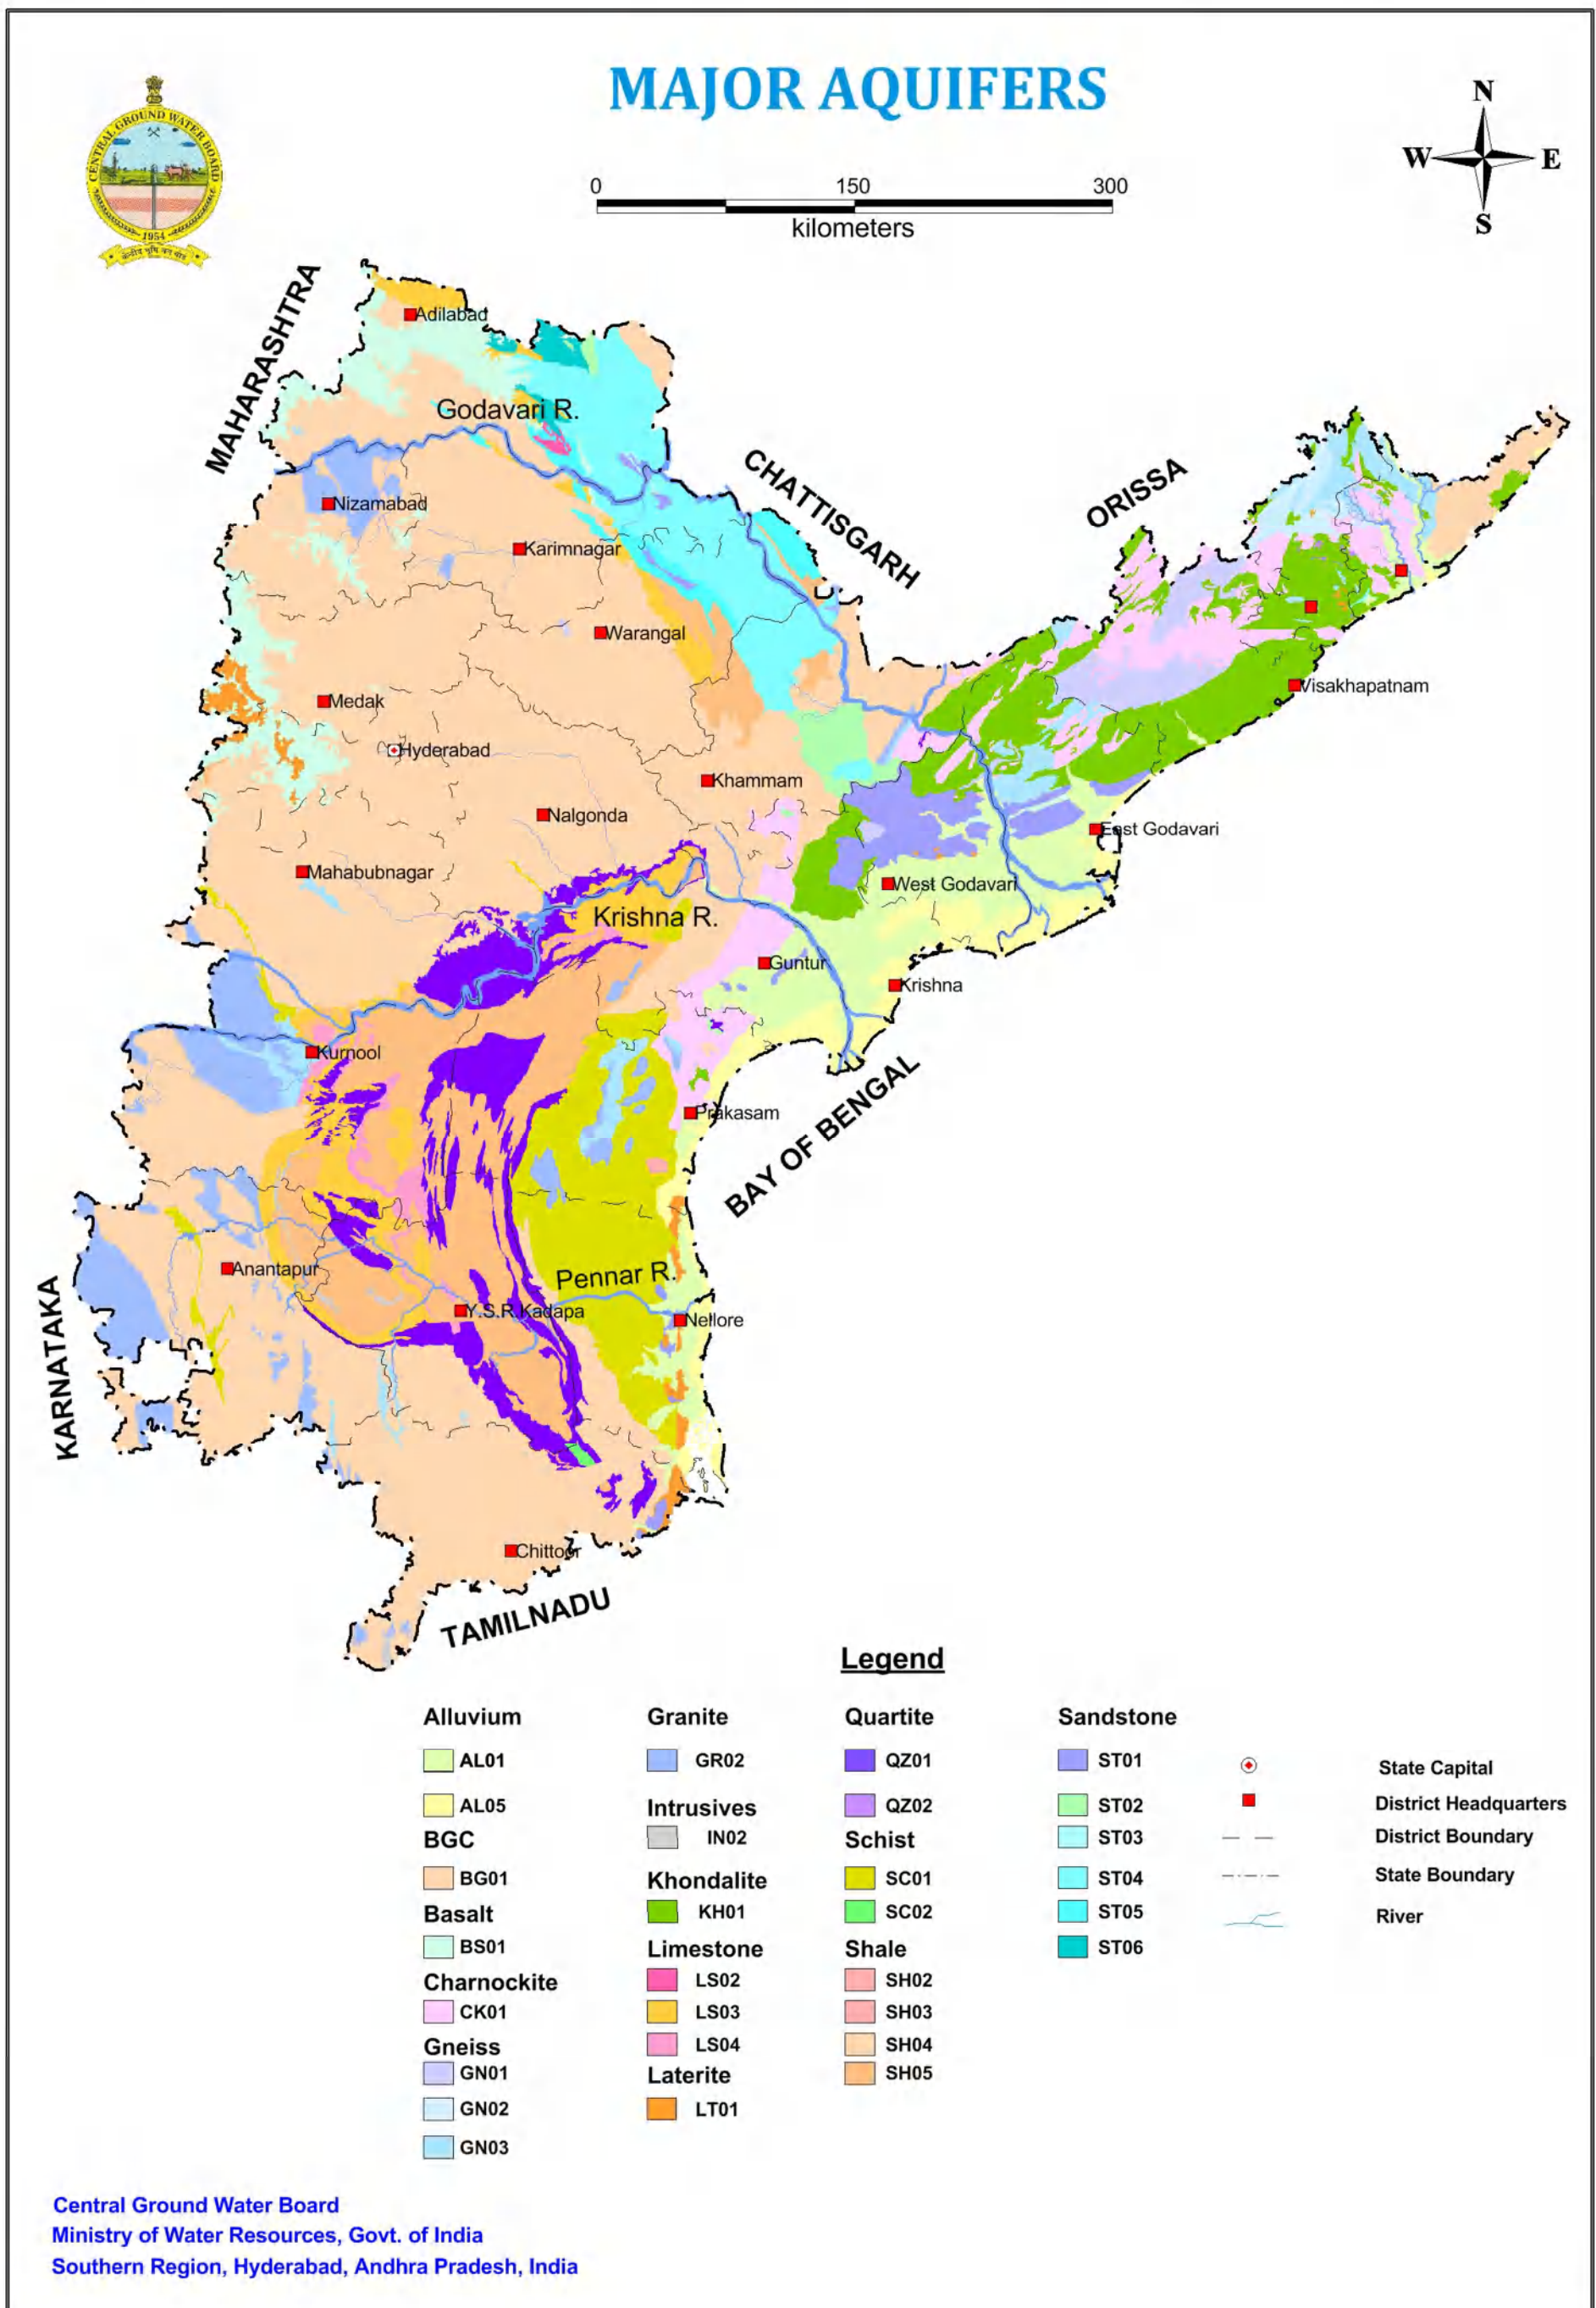 MAJOR AQUIFERS
CENTRAL GROUND WATER BOARD
1954
N
W E
S
0 150 300
kilometers
MAHARASHTRA
Adilabad
Godavari R.
CHATTISGARH
ORISSA
Nizamabad
Karimnagar
Warangal
Medak
Visakhapatnam
Hyderabad
Khammam
Nalgonda
East Godavari
Mahabubnagar
West Godavari
Krishna R.
Guntur
Krishna
Kurnool
Prakasam
BAY OF BENGAL
Anantapur
Pennar R.
Y.S.R.Kadapa
Nellore
KARNATAKA
Chittoor
TAMILNADU
Legend
Alluvium
AL01
AL05
BGC
BG01
Basalt
BS01
Charnockite
CK01
Gneiss
GN01
GN02
GN03
Granite
GR02
Intrusives
IN02
Khondalite
KH01
Limestone
LS02
LS03
LS04
Laterite
LT01
Quartite
QZ01
QZ02
Schist
SC01
SC02
Shale
SH02
SH03
SH04
SH05
Sandstone
ST01
ST02
ST03
ST04
ST05
ST06
State Capital
District Headquarters
District Boundary
State Boundary
River
Central Ground Water Board
Ministry of Water Resources, Govt. of India
Southern Region, Hyderabad, Andhra Pradesh, India